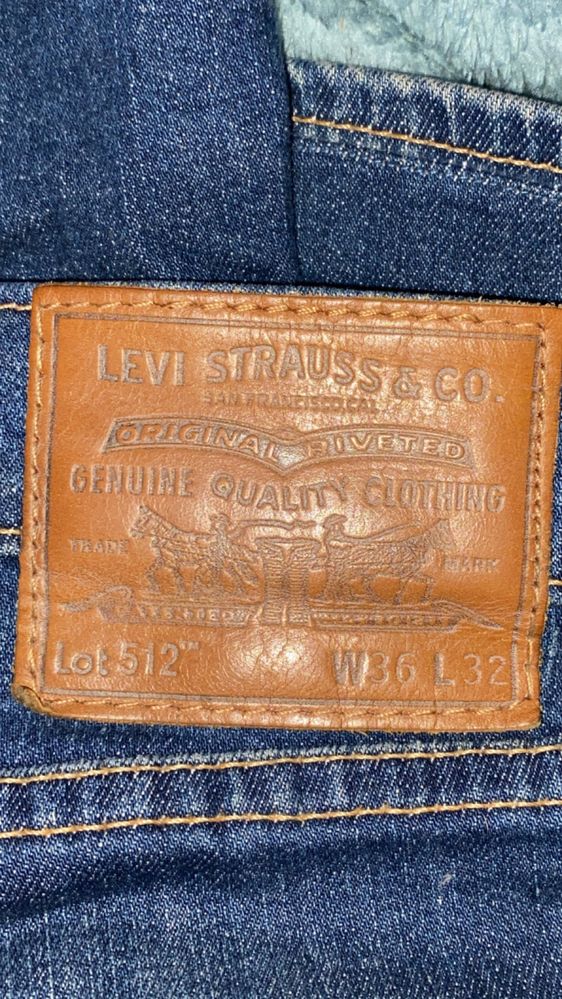 LEVI STRAUSS & CO.
SAN FRANCISCO CAL
ORIGINAL RIVETED
GENUINE QUALITY CLOTHING
TRADE MARK
Lot 512™ W36 L32